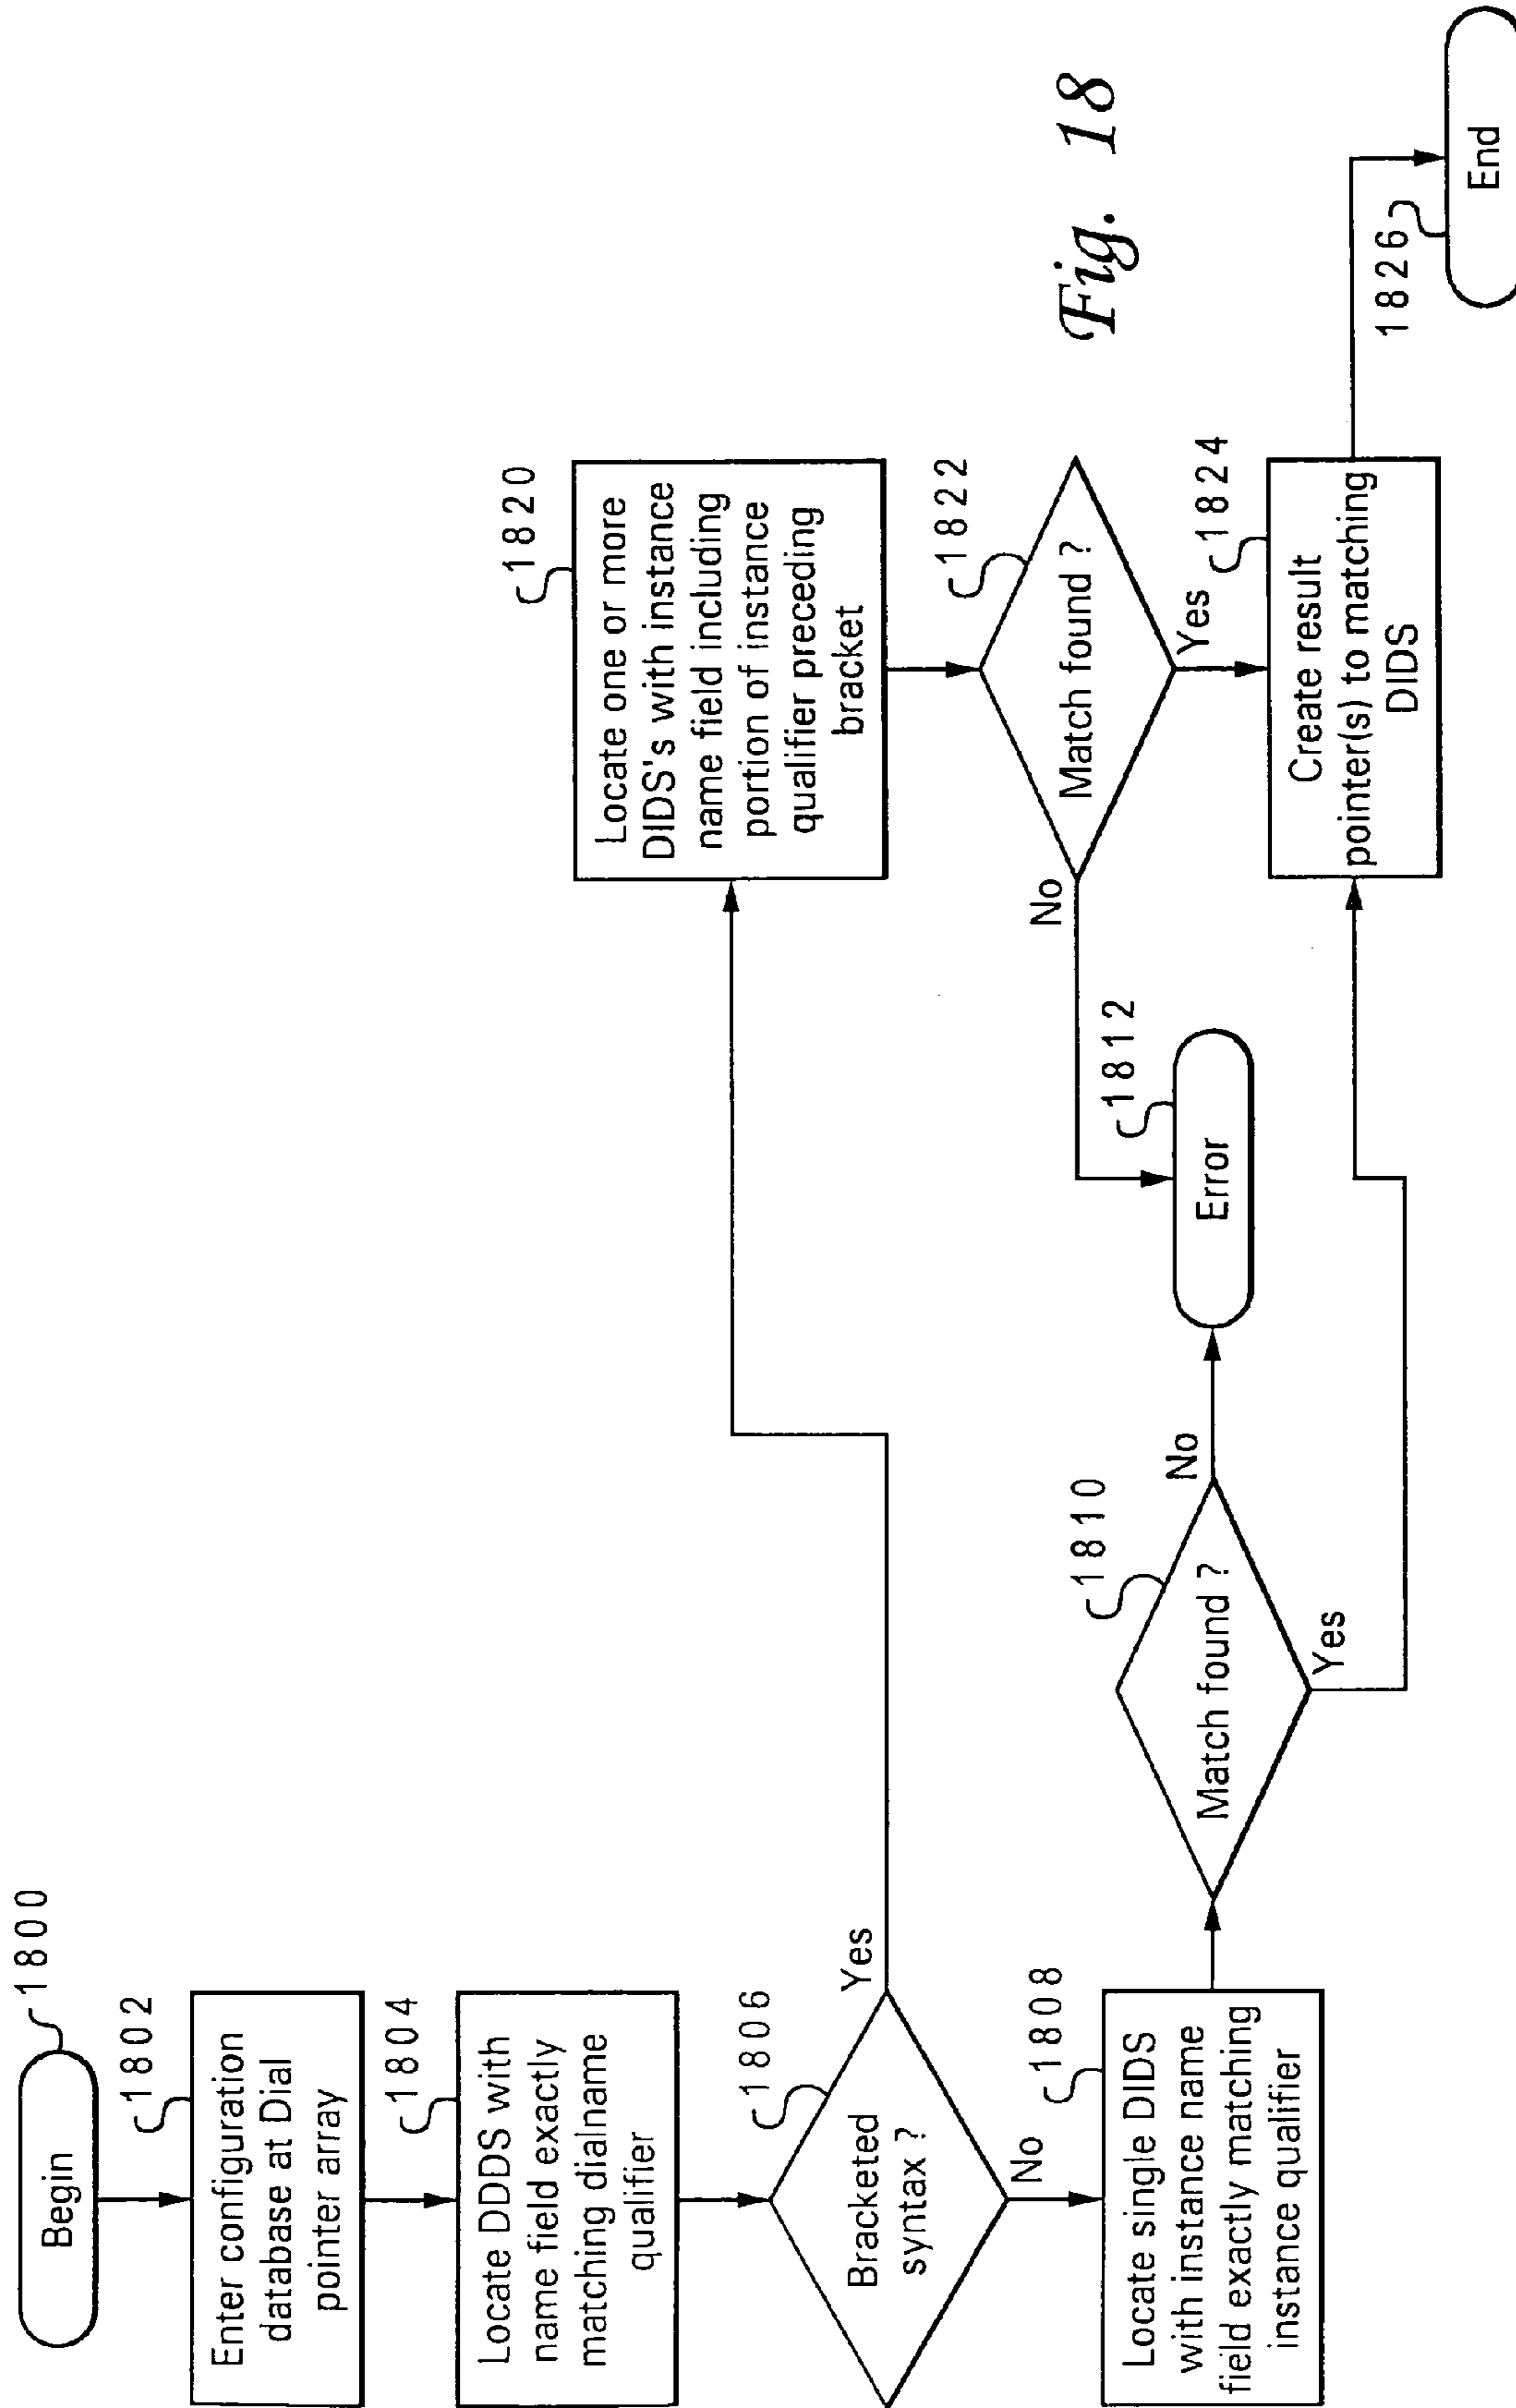 Begin
1800
1802
Enter configuration
database at Dial
pointer array
1804
Locate DDDS with
name field exactly
matching dialname
qualifier
1806
Bracketed
syntax ?
Yes
No
1808
Locate single DIDS
with instance name
field exactly matching
instance qualifier
1810
Match found ?
No
Yes
1812
Error
1820
Locate one or more
DIDS's with instance
name field including
portion of instance
qualifier preceding
bracket
1822
Match found ?
No
Yes
1824
Create result
pointer(s) to matching
DIDS
1826
End
Fig. 18